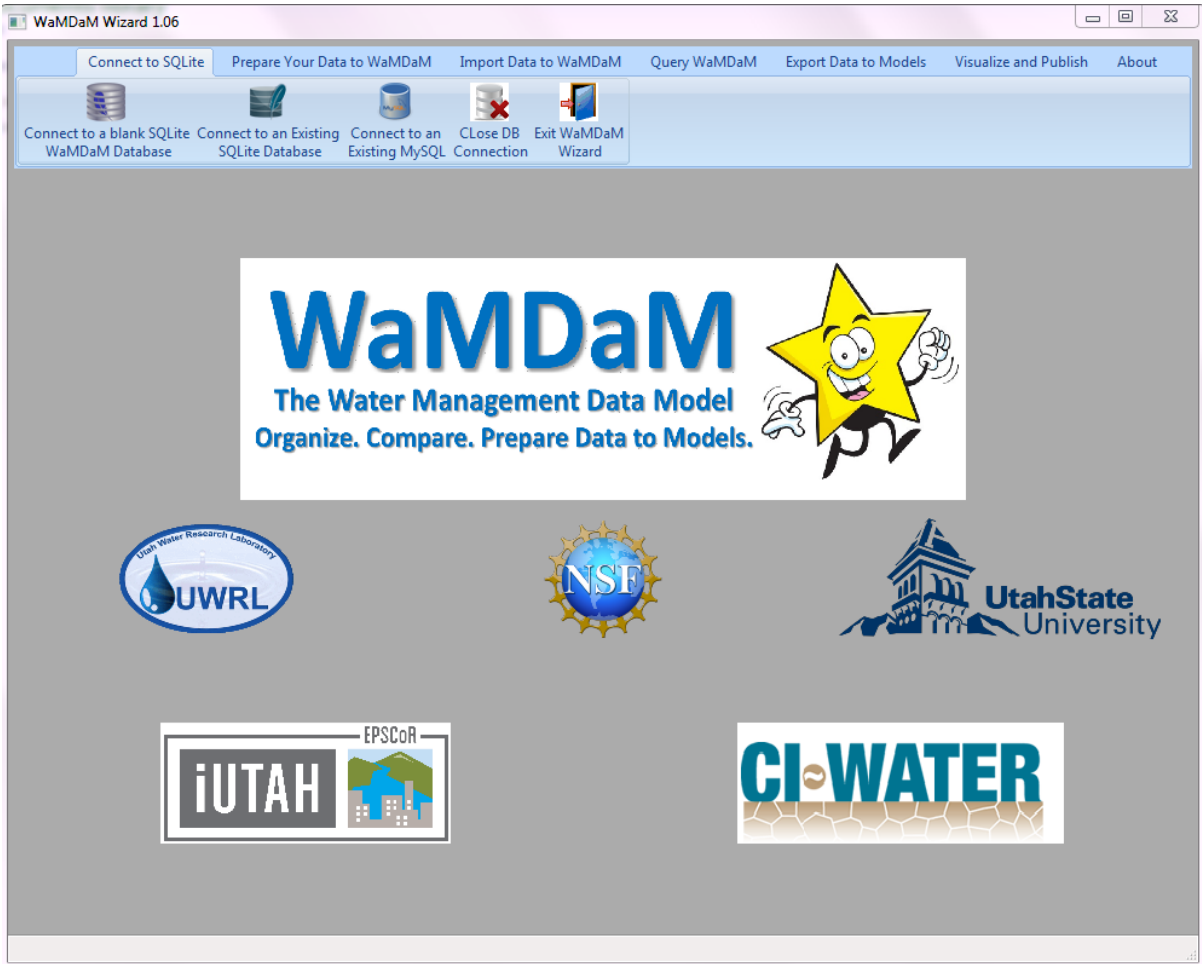 WaMDaM Wizard 1.06
Connect to SQLite Prepare Your Data to WaMDaM Import Data to WaMDaM Query WaMDaM Export Data to Models Visualize and Publish About
Connect to a blank SQLite WaMDaM Database
Connect to an Existing SQLite Database
Connect to an Existing MySQL
CLose DB Connection
Exit WaMDaM Wizard
WaMDaM
The Water Management Data Model
Organize. Compare. Prepare Data to Models.
Utah Water Research Laboratory
UWRL
NSF
UtahState
University
EPSCoR
iUTAH
CI~WATER